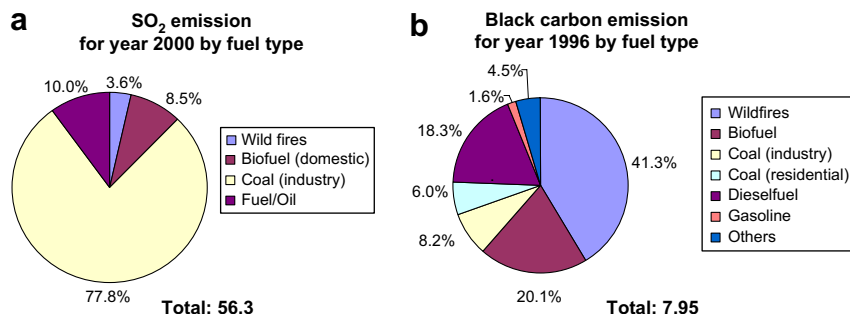 a
SO2 emission
for year 2000 by fuel type
10.0%
3.6%
8.5%
77.8%
Wild fires
Biofuel (domestic)
Coal (industry)
Fuel/Oil
Total: 56.3
b
Black carbon emission
for year 1996 by fuel type
4.5%
1.6%
18.3%
41.3%
6.0%
8.2%
20.1%
Wildfires
Biofuel
Coal (industry)
Coal (residential)
Dieselfuel
Gasoline
Others
Total: 7.95